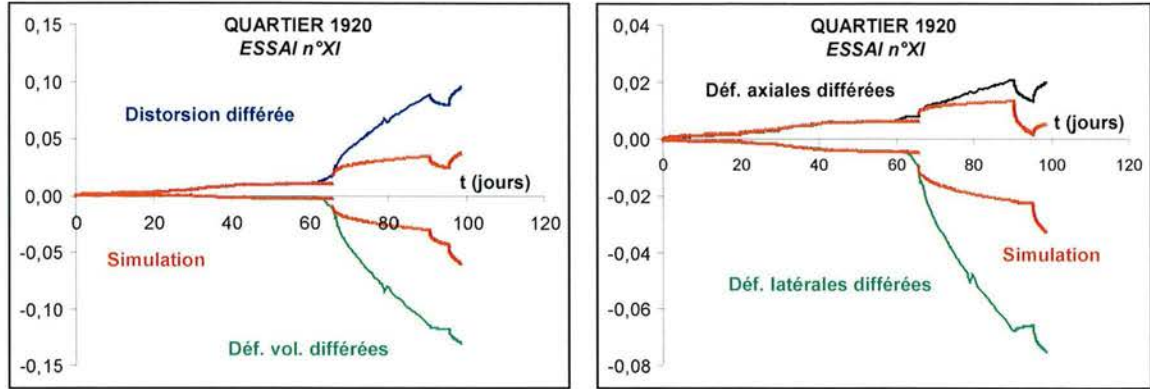 QUARTIER 1920
ESSAI n°XI
0,15
0,10
0,05
0,00
-0,05
-0,10
-0,15
Distorsion différée
t (jours)
0 20 40 60 80 100 120
Simulation
Déf. vol. différées
QUARTIER 1920
ESSAI n°XI
0,04
0,02
0,00
-0,02
-0,04
-0,06
-0,08
Déf. axiales différées
t (jours)
0 20 40 60 80 100 120
Simulation
Déf. latérales différées